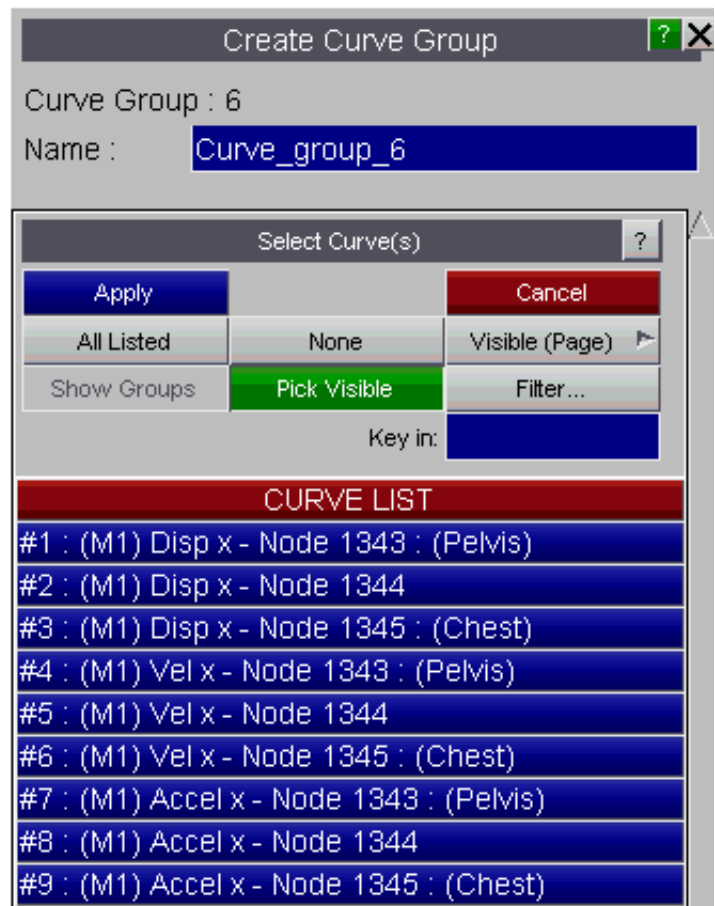 Create Curve Group ?
Curve Group : 6
Name : Curve_group_6
Select Curve(s) ?
Apply Cancel
All Listed None Visible (Page)
Show Groups Pick Visible Filter...
Key in:
CURVE LIST
#1 : (M1) Disp x - Node 1343 : (Pelvis)
#2 : (M1) Disp x - Node 1344
#3 : (M1) Disp x - Node 1345 : (Chest)
#4 : (M1) Vel x - Node 1343 : (Pelvis)
#5 : (M1) Vel x - Node 1344
#6 : (M1) Vel x - Node 1345 : (Chest)
#7 : (M1) Accel x - Node 1343 : (Pelvis)
#8 : (M1) Accel x - Node 1344
#9 : (M1) Accel x - Node 1345 : (Chest)